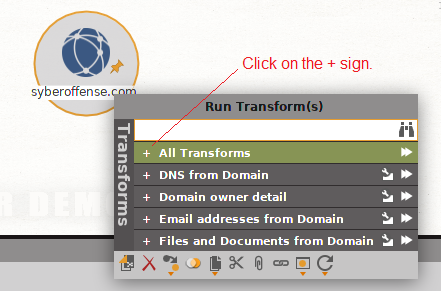 Click on the + sign.
syberoffense.com
Run Transform(s)
Transforms
+ All Transforms
+ DNS from Domain
+ Domain owner detail
+ Email addresses from Domain
+ Files and Documents from Domain
R DEM